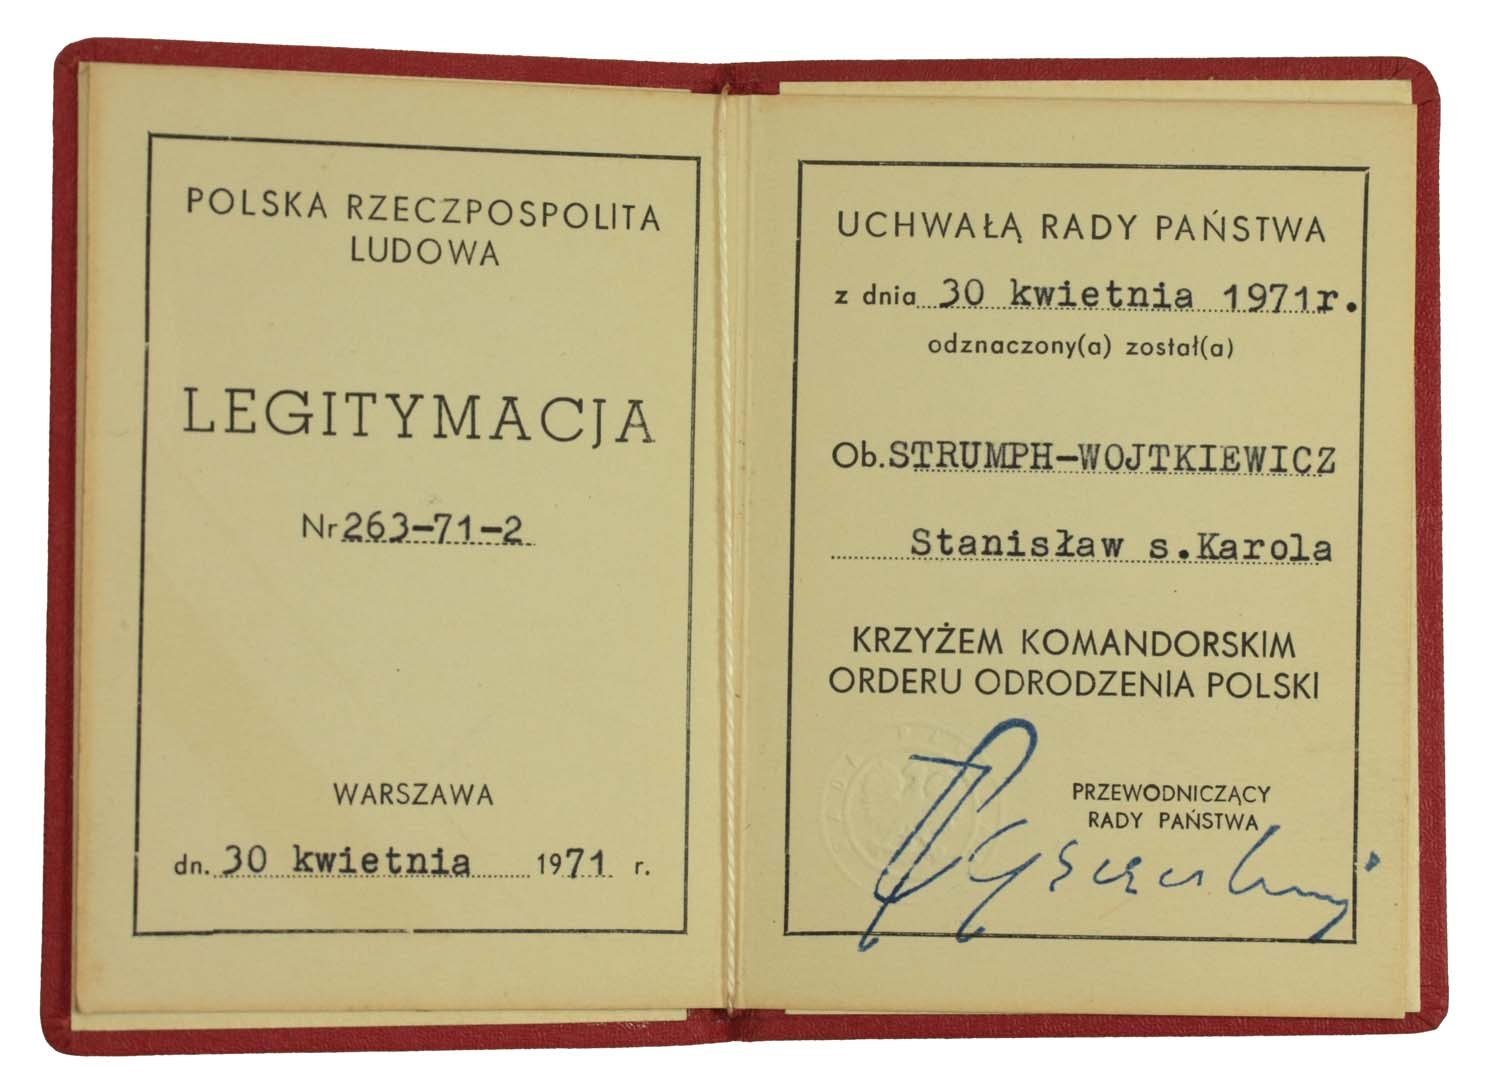 POLSKA RZECZPOSPOLITA
LUDOWA
LEGITYMACJA
Nr 263-71-2
WARSZAWA
dn. 30 kwietnia 1971 r.
UCHWAŁĄ RADY PAŃSTWA
z dnia 30 kwietnia 1971r.
odznaczony(a) został(a)
Ob. STRUMPH-WOJTKIEWICZ
Stanisław s.Karola
KRZYŻEM KOMANDORSKIM
ORDERU ODRODZENIA POLSKI
PRZEWODNICZĄCY
RADY PAŃSTWA